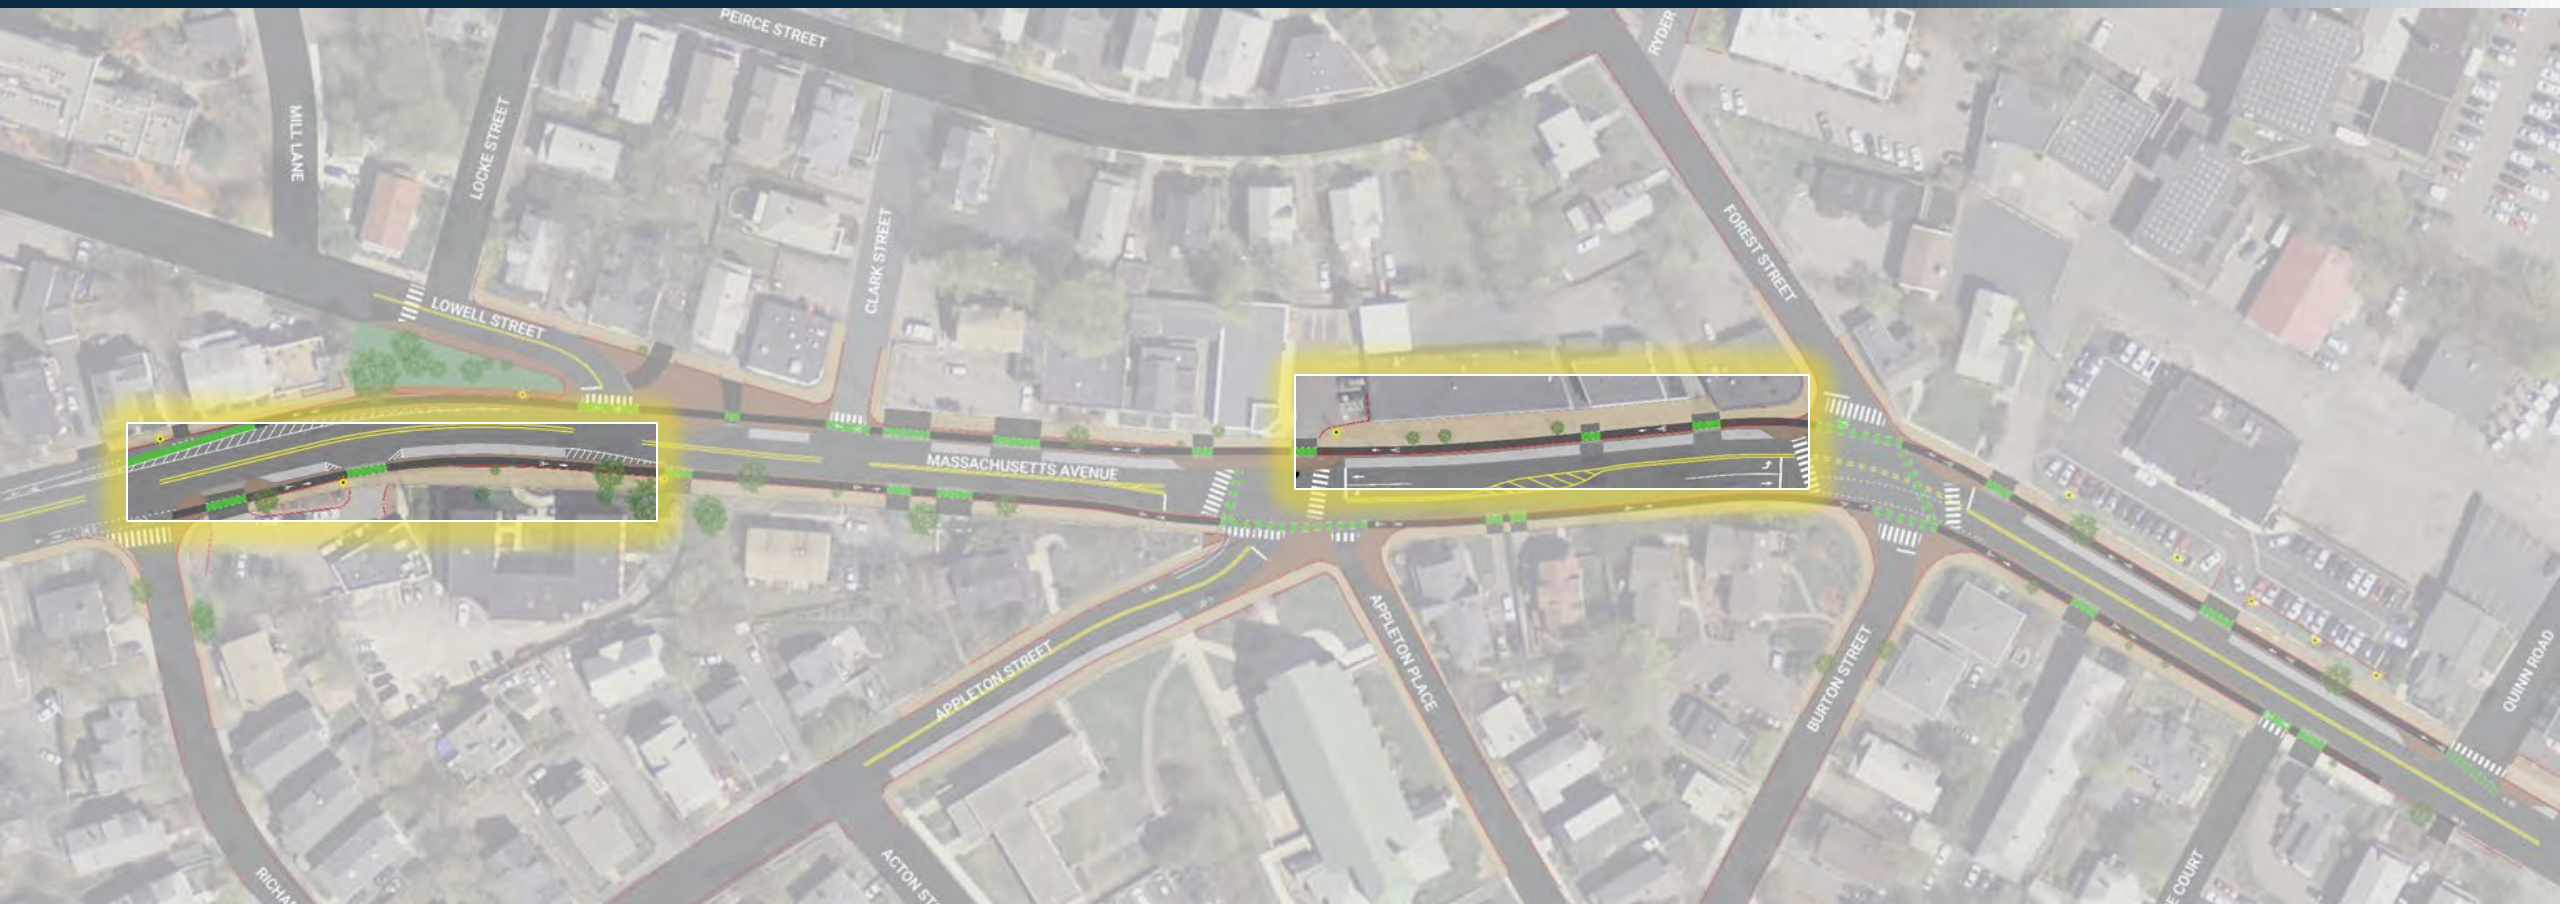 PEIRCE STREET
RYDER
MILL LANE
LOCKE STREET
CLARK STREET
FOREST STREET
LOWELL STREET
MASSACHUSETTS AVENUE
APPLETON STREET
APPLETON PLACE
BURTON STREET
QUINN ROAD
RICHA
ACTON ST
E COURT